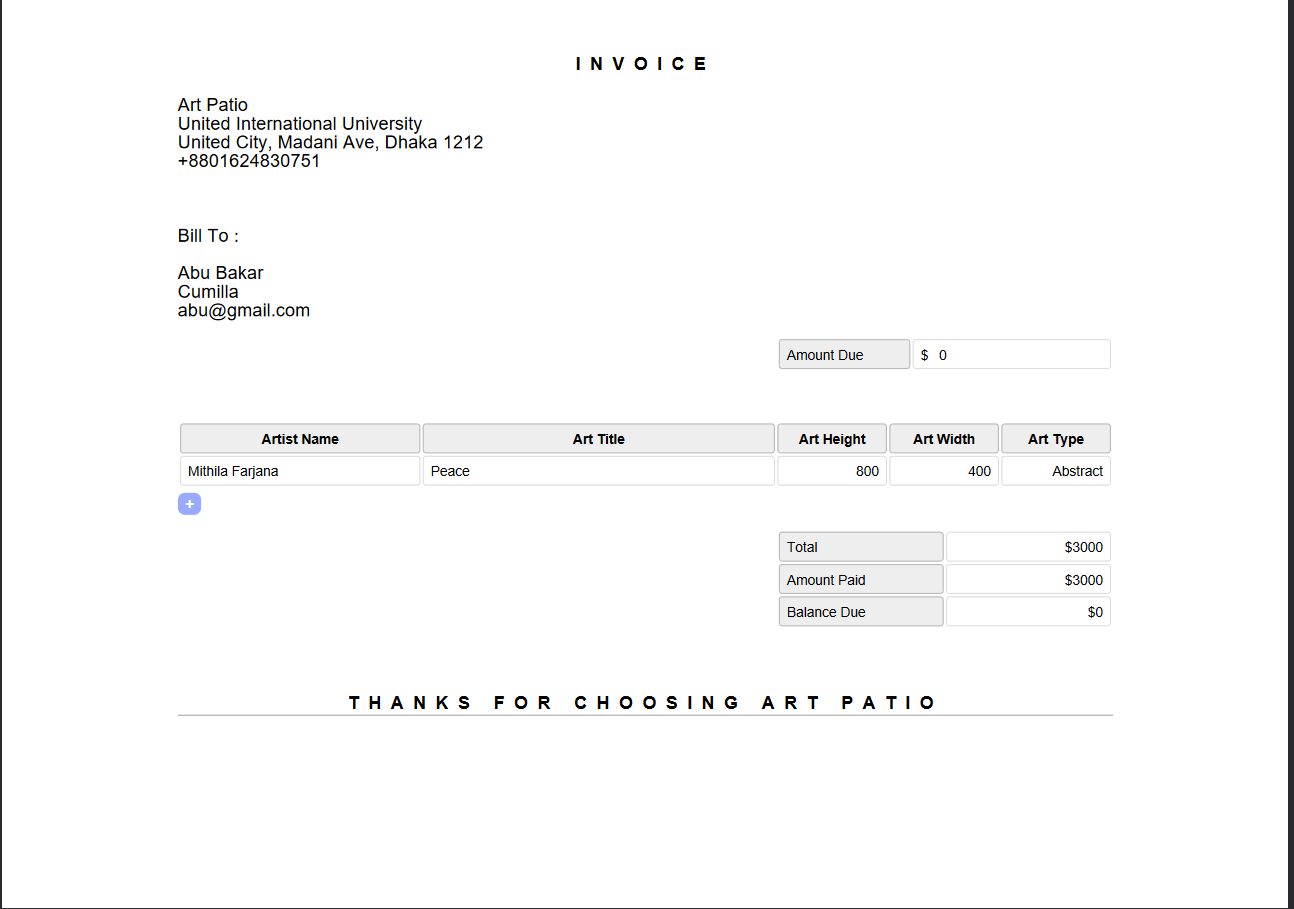 INVOICE
Art Patio
United International University
United City, Madani Ave, Dhaka 1212
+8801624830751
Bill To :
Abu Bakar
Cumilla
abu@gmail.com
Amount Due $ 0
Artist Name Art Title Art Height Art Width Art Type
Mithila Farjana Peace 800 400 Abstract
+
Total $3000
Amount Paid $3000
Balance Due $0
THANKS FOR CHOOSING ART PATIO